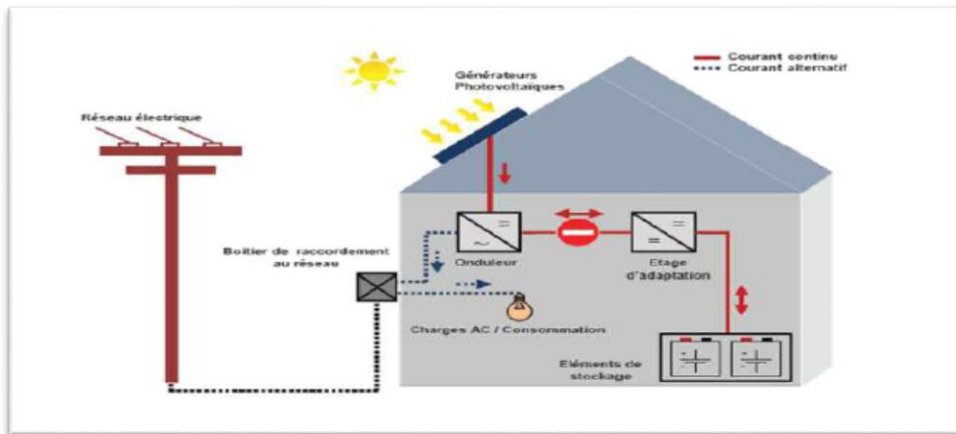 Courant continu
Courant alternatif
Générateurs
Photovoltaïques
Réseau électrique
Boitier de raccordement
au réseau
Onduleur
Etage
d'adaptation
Charges AC / Consommation
Eléments de
stockage